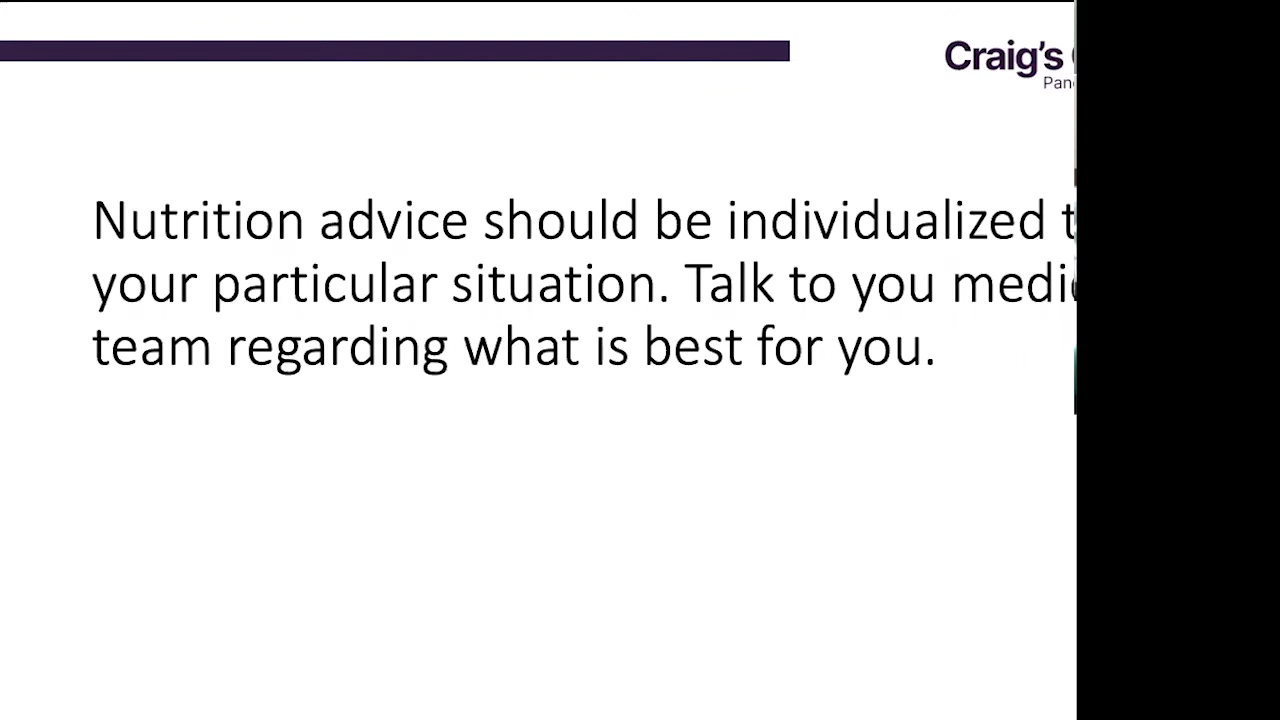 Craig's
Nutrition advice should be individualized
your particular situation. Talk to you
team regarding what is best for you.